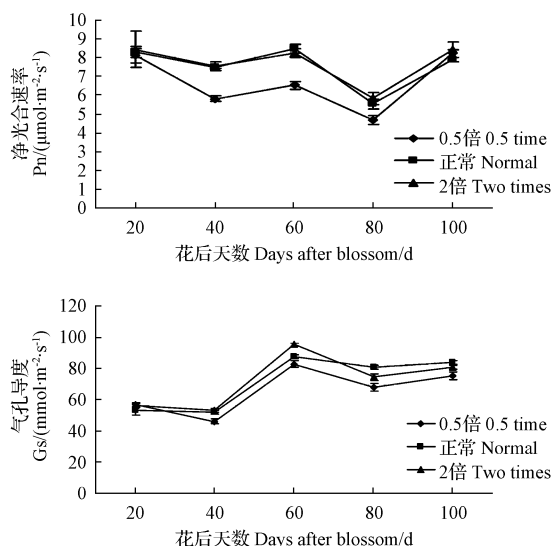 10
9
8
7
6
5
4
3
2
1
0
净光合速率
Pn/(μmol·m⁻²·s⁻¹)
0.5倍 0.5 time
正常 Normal
2倍 Two times
20 40 60 80 100
花后天数 Days after blossom/d
120
100
80
60
40
20
0
气孔导度
Gs/(mmol·m⁻²·s⁻¹)
0.5倍 0.5 time
正常 Normal
2倍 Two times
20 40 60 80 100
花后天数 Days after blossom/d